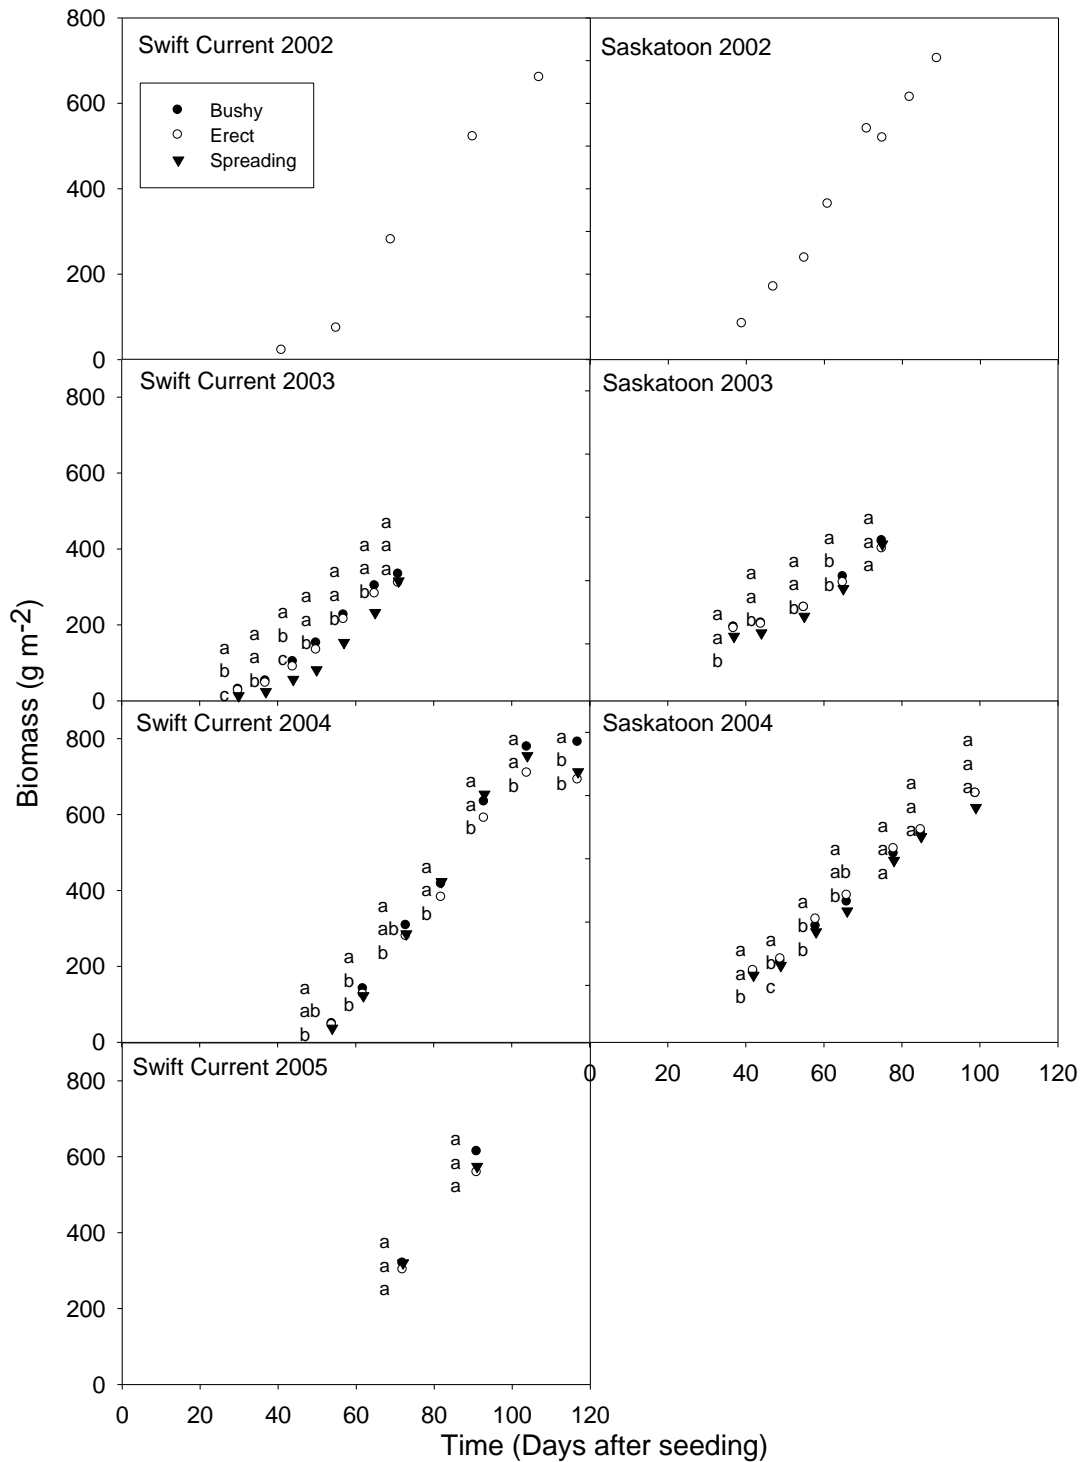 800
600
400
200
0
Swift Current 2002
Bushy
Erect
Spreading
Saskatoon 2002
800
600
400
200
0
Swift Current 2003
a
b
c
a
a
b
a
b
c
a
a
b
a
a
b
a
a
b
a
a
a
Saskatoon 2003
a
a
b
a
a
b
a
a
b
a
b
b
a
a
a
Biomass (g m-2)
800
600
400
200
0
Swift Current 2004
a
ab
b
a
b
b
a
ab
b
a
a
b
a
a
b
a
a
b
a
b
b
Saskatoon 2004
a
a
b
a
b
c
a
b
b
a
ab
b
a
a
a
a
a
a
a
a
a
0 20 40 60 80 100 120
800
600
400
200
0
Swift Current 2005
a
a
a
a
a
a
0 20 40 60 80 100 120
Time (Days after seeding)